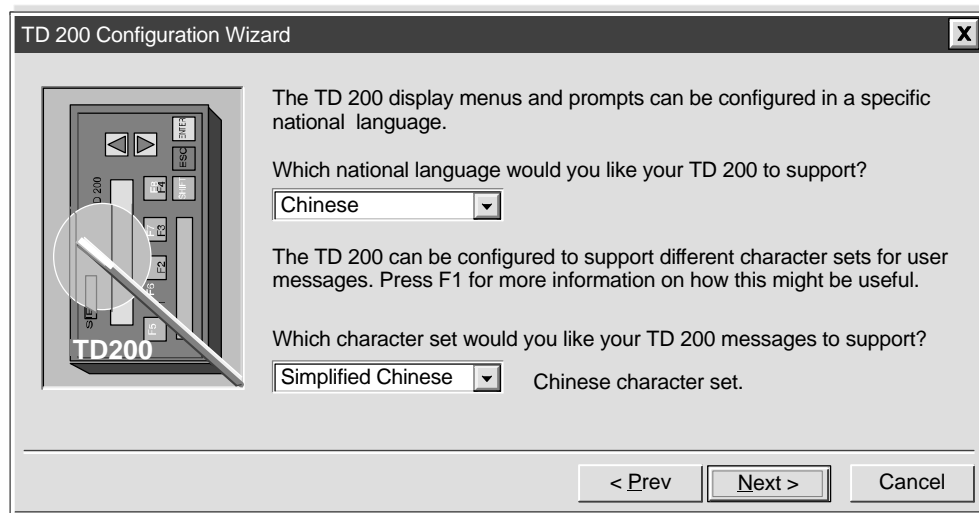 TD 200 Configuration Wizard
X
The TD 200 display menus and prompts can be configured in a specific
national language.
Which national language would you like your TD 200 to support?
Chinese
The TD 200 can be configured to support different character sets for user
messages. Press F1 for more information on how this might be useful.
Which character set would you like your TD 200 messages to support?
Simplified Chinese
Chinese character set.
ENTER
ESC
SHIFT
F4
F3
F2
F6
F5
TD200
< Prev
Next >
Cancel